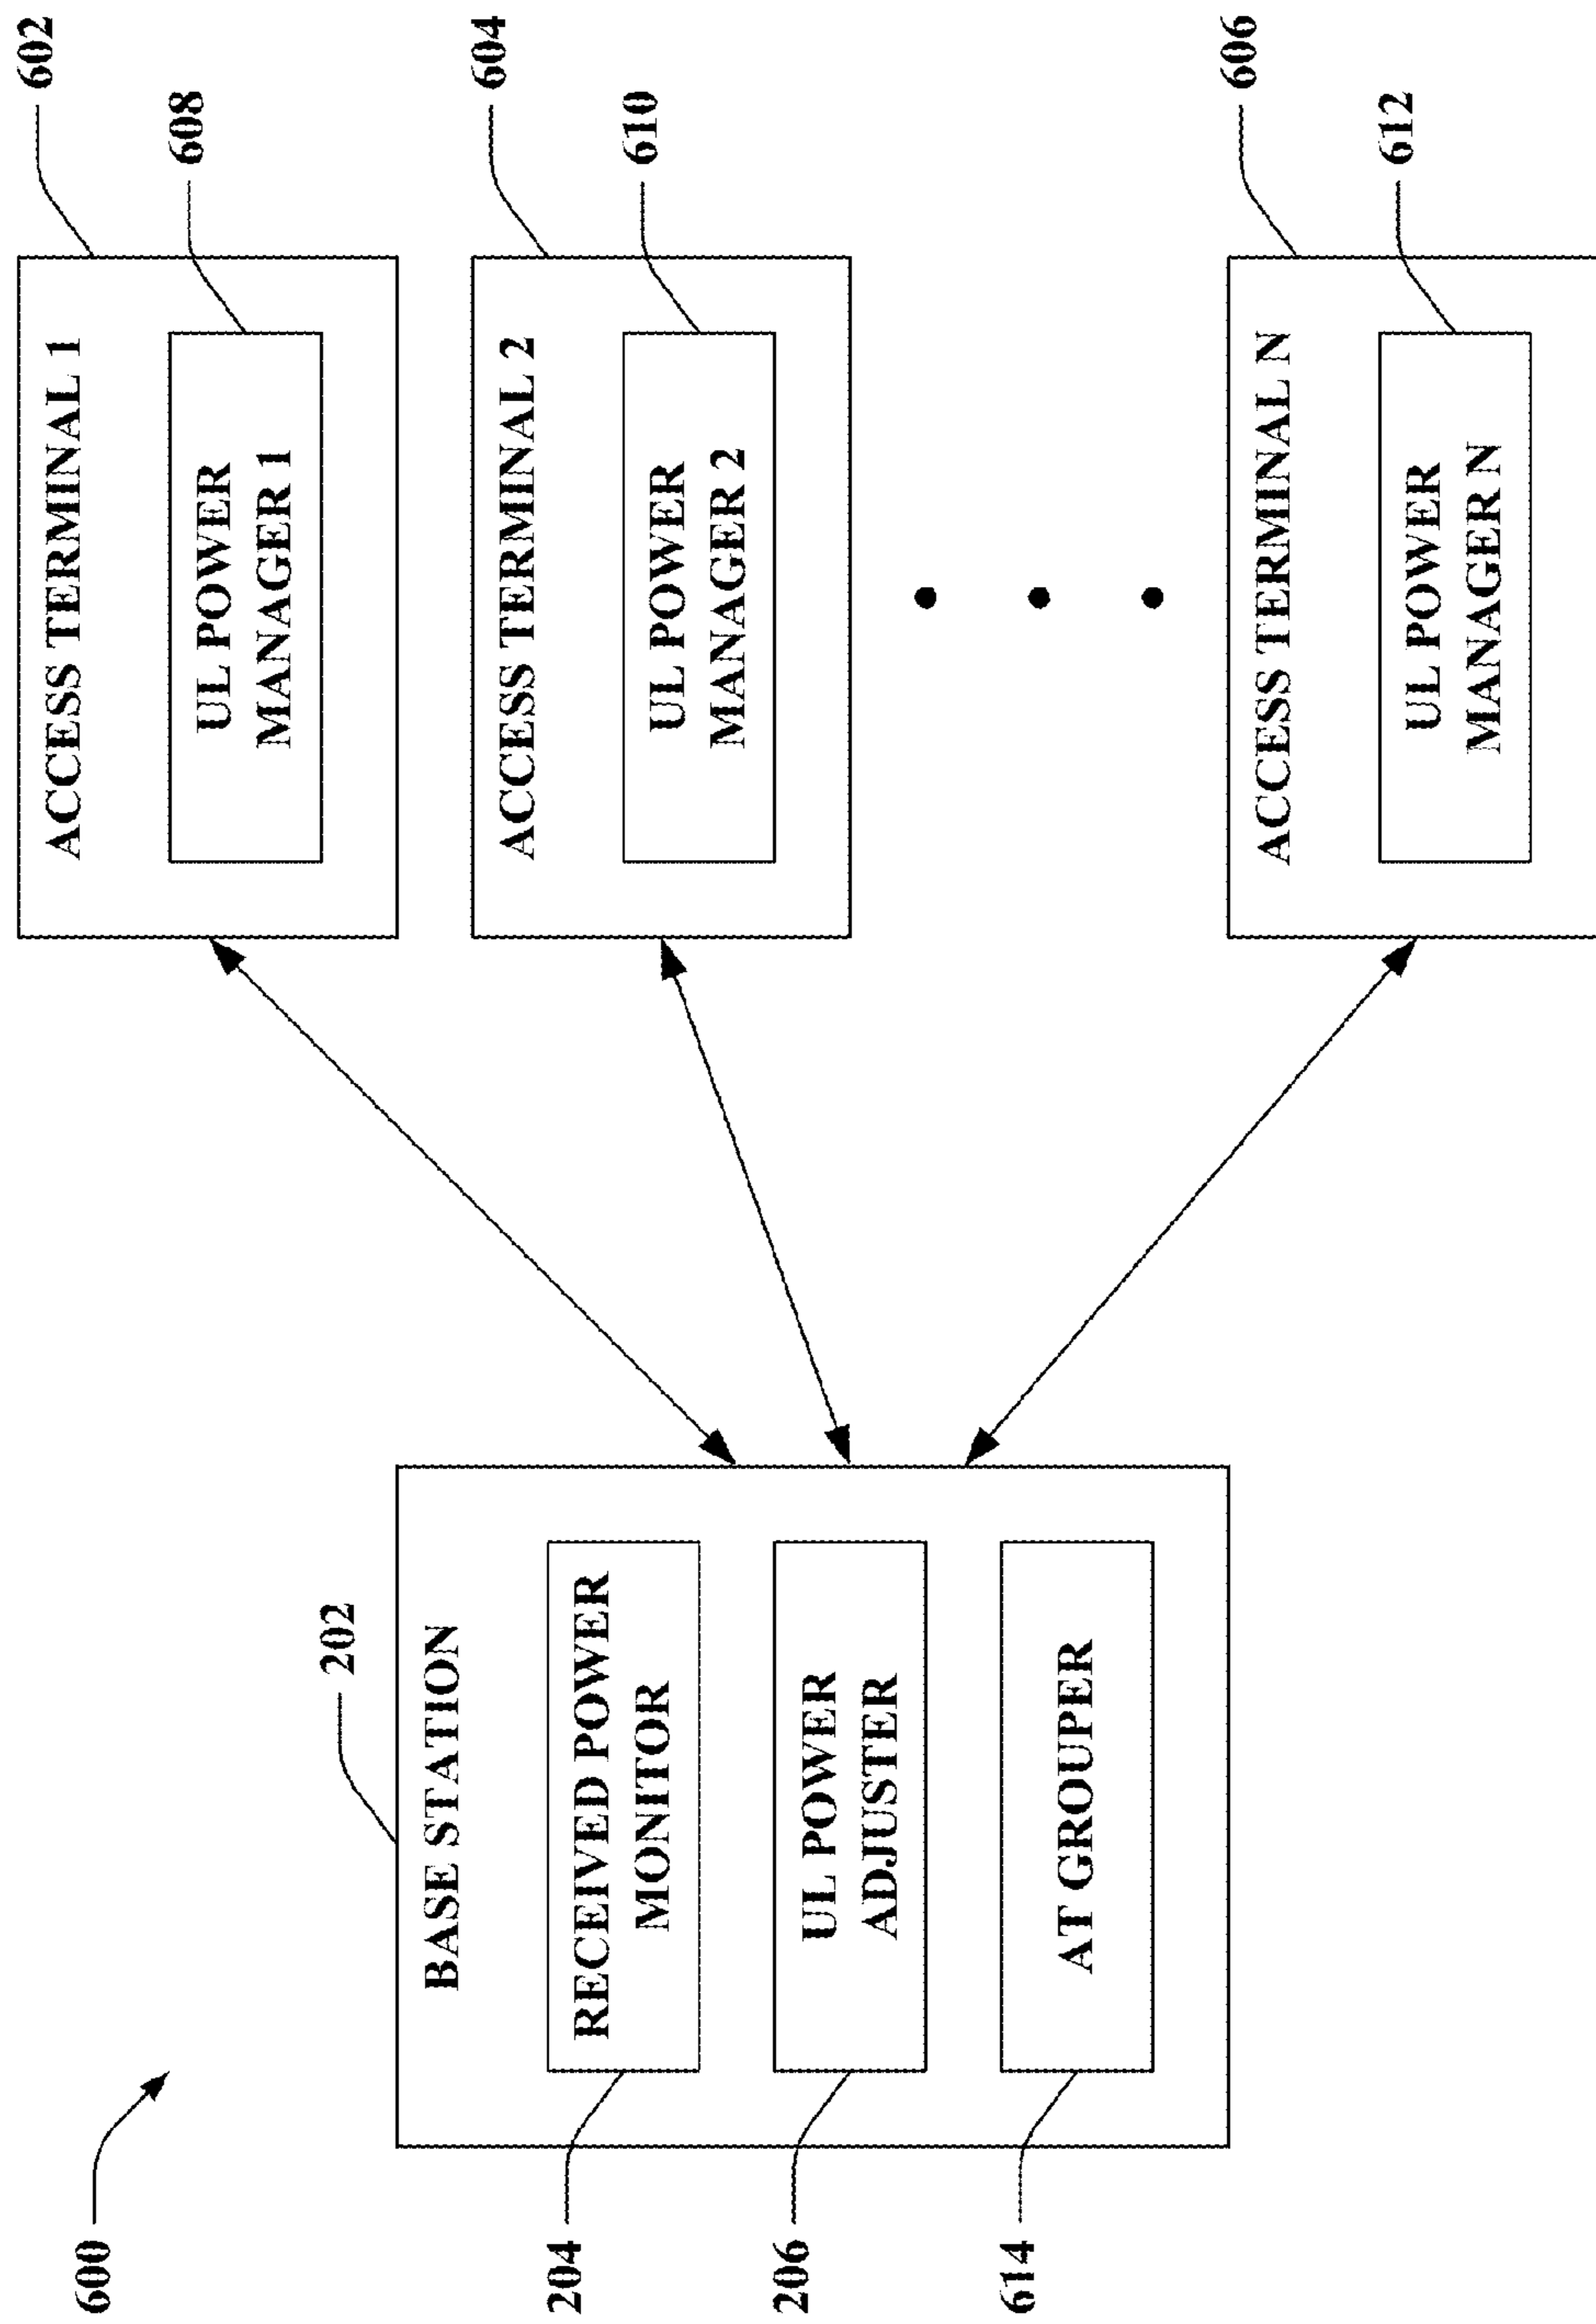 600
202
BASE STATION
204
RECEIVED POWER
MONITOR
206
UL POWER
ADJUSTER
614
AT GROUPER
602
ACCESS TERMINAL 1
608
UL POWER
MANAGER 1
604
ACCESS TERMINAL 2
610
UL POWER
MANAGER 2
606
ACCESS TERMINAL N
612
UL POWER
MANAGER N